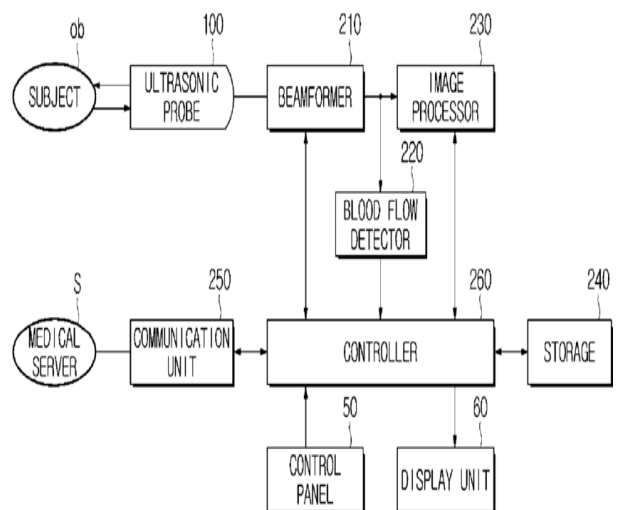 ob
100
210
230
SUBJECT
ULTRASONIC
PROBE
BEAMFORMER
IMAGE
PROCESSOR
220
BLOOD FLOW
DETECTOR
S
250
260
240
MEDICAL
SERVER
COMMUNICATION
UNIT
CONTROLLER
STORAGE
50
60
CONTROL
PANEL
DISPLAY UNIT